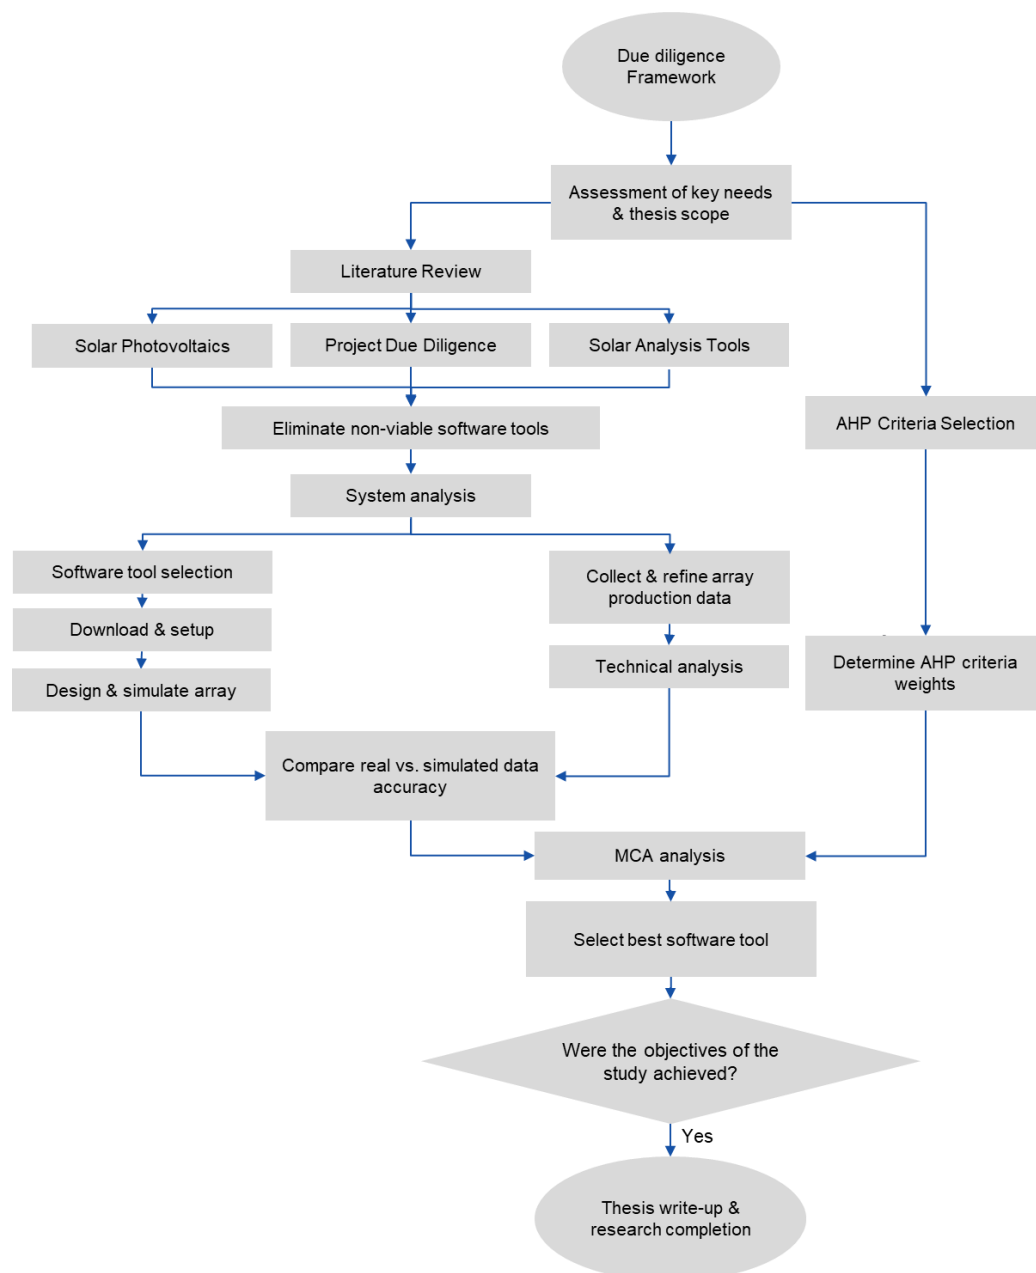 Due diligence
Framework
Assessment of key needs
& thesis scope
Literature Review
Solar Photovoltaics
Project Due Diligence
Solar Analysis Tools
Eliminate non-viable software tools
AHP Criteria Selection
System analysis
Software tool selection
Collect & refine array
production data
Download & setup
Technical analysis
Determine AHP criteria
weights
Design & simulate array
Compare real vs. simulated data
accuracy
MCA analysis
Select best software tool
Were the objectives of the
study achieved?
Yes
Thesis write-up &
research completion